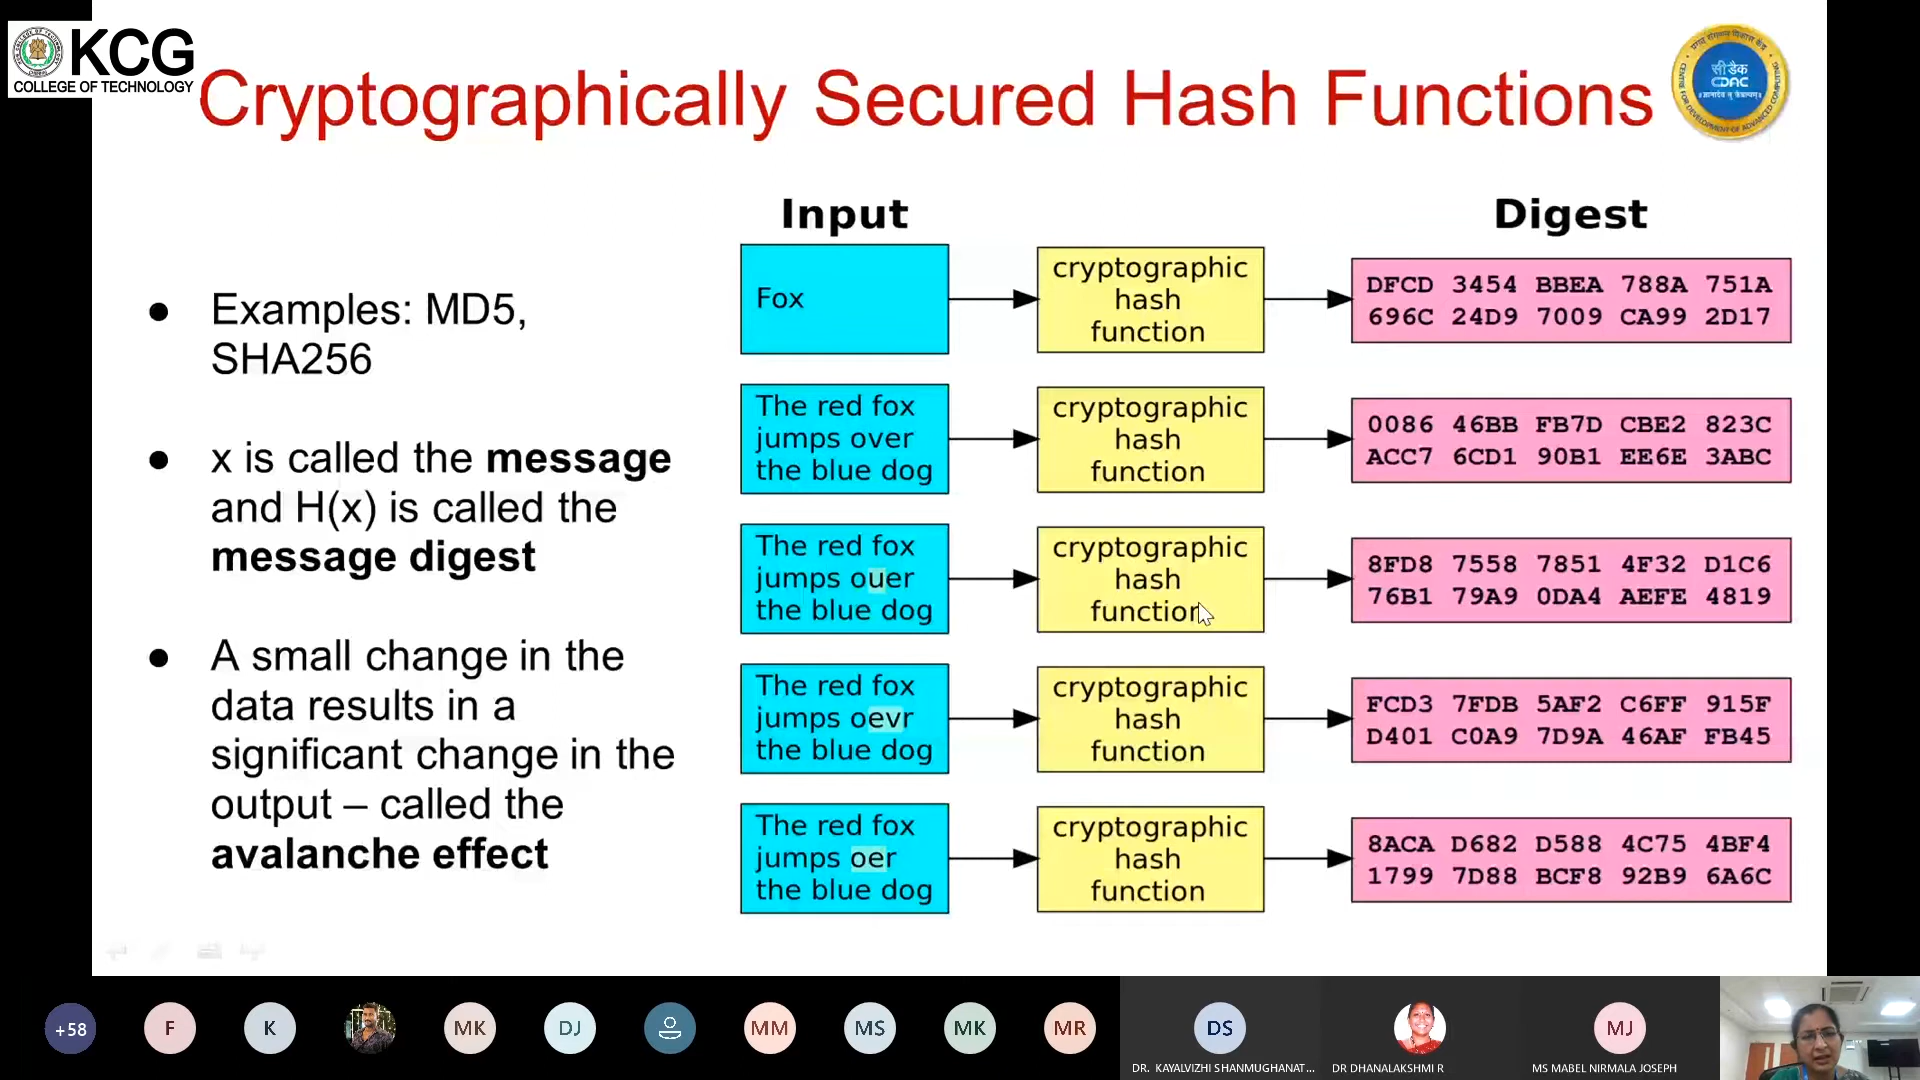 KCG
COLLEGE OF TECHNOLOGY
Cryptographically Secured Hash Functions
सीडैक
CDAC
CENTRE FOR DEVELOPMENT OF ADVANCED COMPUTING
● Examples: MD5,
SHA256
● x is called the message
and H(x) is called the
message digest
● A small change in the
data results in a
significant change in the
output – called the
avalanche effect
Input
Digest
Fox
cryptographic
hash
function
DFCD 3454 BBEA 788A 751A
696C 24D9 7009 CA99 2D17
The red fox
jumps over
the blue dog
cryptographic
hash
function
0086 46BB FB7D CBE2 823C
ACC7 6CD1 90B1 EE6E 3ABC
The red fox
jumps ouer
the blue dog
cryptographic
hash
function
8FD8 7558 7851 4F32 D1C6
76B1 79A9 0DA4 AEFE 4819
The red fox
jumps oevr
the blue dog
cryptographic
hash
function
FCD3 7FDB 5AF2 C6FF 915F
D401 C0A9 7D9A 46AF FB45
The red fox
jumps oer
the blue dog
cryptographic
hash
function
8ACA D682 D588 4C75 4BF4
1799 7D88 BCF8 92B9 6A6C
+58
F
K
MK
DJ
MM
MS
MK
MR
DS
MJ
DR. KAYALVIZHI SHANMUGHANAT...
DR DHANALAKSHMI R
MS MABEL NIRMALA JOSEPH